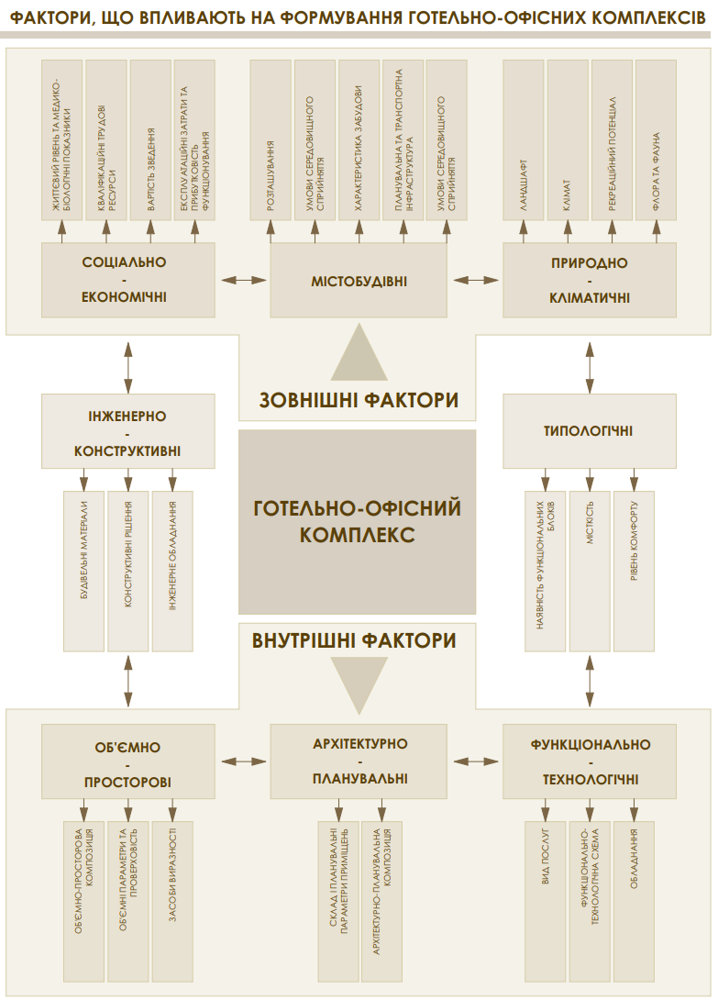 ФАКТОРИ, ЩО ВПЛИВАЮТЬ НА ФОРМУВАННЯ ГОТЕЛЬНО-ОФІСНИХ КОМПЛЕКСІВ
ЖИТТЄВИЙ РІВЕНЬ ТА МЕДИКО-
БІОЛОГІЧНІ ПОКАЗНИКИ
КВАЛІФІКАЦІЙНІ ТРУДОВІ
РЕСУРСИ
ВАРТІСТЬ ЗВЕДЕННЯ
ЕКСПЛУАТАЦІЙНІ ЗАТРАТИ ТА
ПРИБУТКОВІСТЬ
ФУНКЦІОНУВАННЯ
РОЗТАШУВАННЯ
УМОВИ СЕРЕДОВИЩНОГО
СПРИЙНЯТТЯ
ХАРАКТЕРИСТИКА ЗАБУДОВИ
ПЛАНУВАЛЬНА ТА ТРАНСПОРТНА
ІНФРАСТРУКТУРА
УМОВИ СЕРЕДОВИЩНОГО
СПРИЙНЯТТЯ
ЛАНДШАФТ
КЛІМАТ
РЕКРЕАЦІЙНИЙ ПОТЕНЦІАЛ
ФЛОРА ТА ФАУНА
СОЦІАЛЬНО
-
ЕКОНОМІЧНІ
МІСТОБУДІВНІ
ПРИРОДНО
-
КЛІМАТИЧНІ
ЗОВНІШНІ ФАКТОРИ
ІНЖЕНЕРНО
-
КОНСТРУКТИВНІ
ТИПОЛОГІЧНІ
БУДІВЕЛЬНІ МАТЕРІАЛИ
КОНСТРУКТИВНІ РІШЕННЯ
ІНЖЕНЕРНЕ ОБЛАДНАННЯ
ГОТЕЛЬНО-ОФІСНИЙ
КОМПЛЕКС
НАЯВНІСТЬ ФУНКЦІОНАЛЬНИХ
БЛОКІВ
МІСТКІСТЬ
РІВЕНЬ КОМФОРТУ
ВНУТРІШНІ ФАКТОРИ
ОБ'ЄМНО
-
ПРОСТОРОВІ
АРХІТЕКТУРНО
-
ПЛАНУВАЛЬНІ
ФУНКЦІОНАЛЬНО
-
ТЕХНОЛОГІЧНІ
ОБ'ЄМНО-ПРОСТОРОВА
КОМПОЗИЦІЯ
ОБ'ЄМНІ ПАРАМЕТРИ ТА
ПРОВЕРХОВІСТЬ
ЗАСОБИ ВИРАЗНОСТІ
СКЛАД І ПЛАНУВАЛЬНІ
ПАРАМЕТРИ ПРИМІЩЕНЬ
АРХІТЕКТУРНО-ПЛАНУВАЛЬНА
КОМПОЗИЦІЯ
ВИД ПОСЛУГ
ФУНКЦІОНАЛЬНО-
ТЕХНОЛОГІЧНА СХЕМА
ОБЛАДНАННЯ